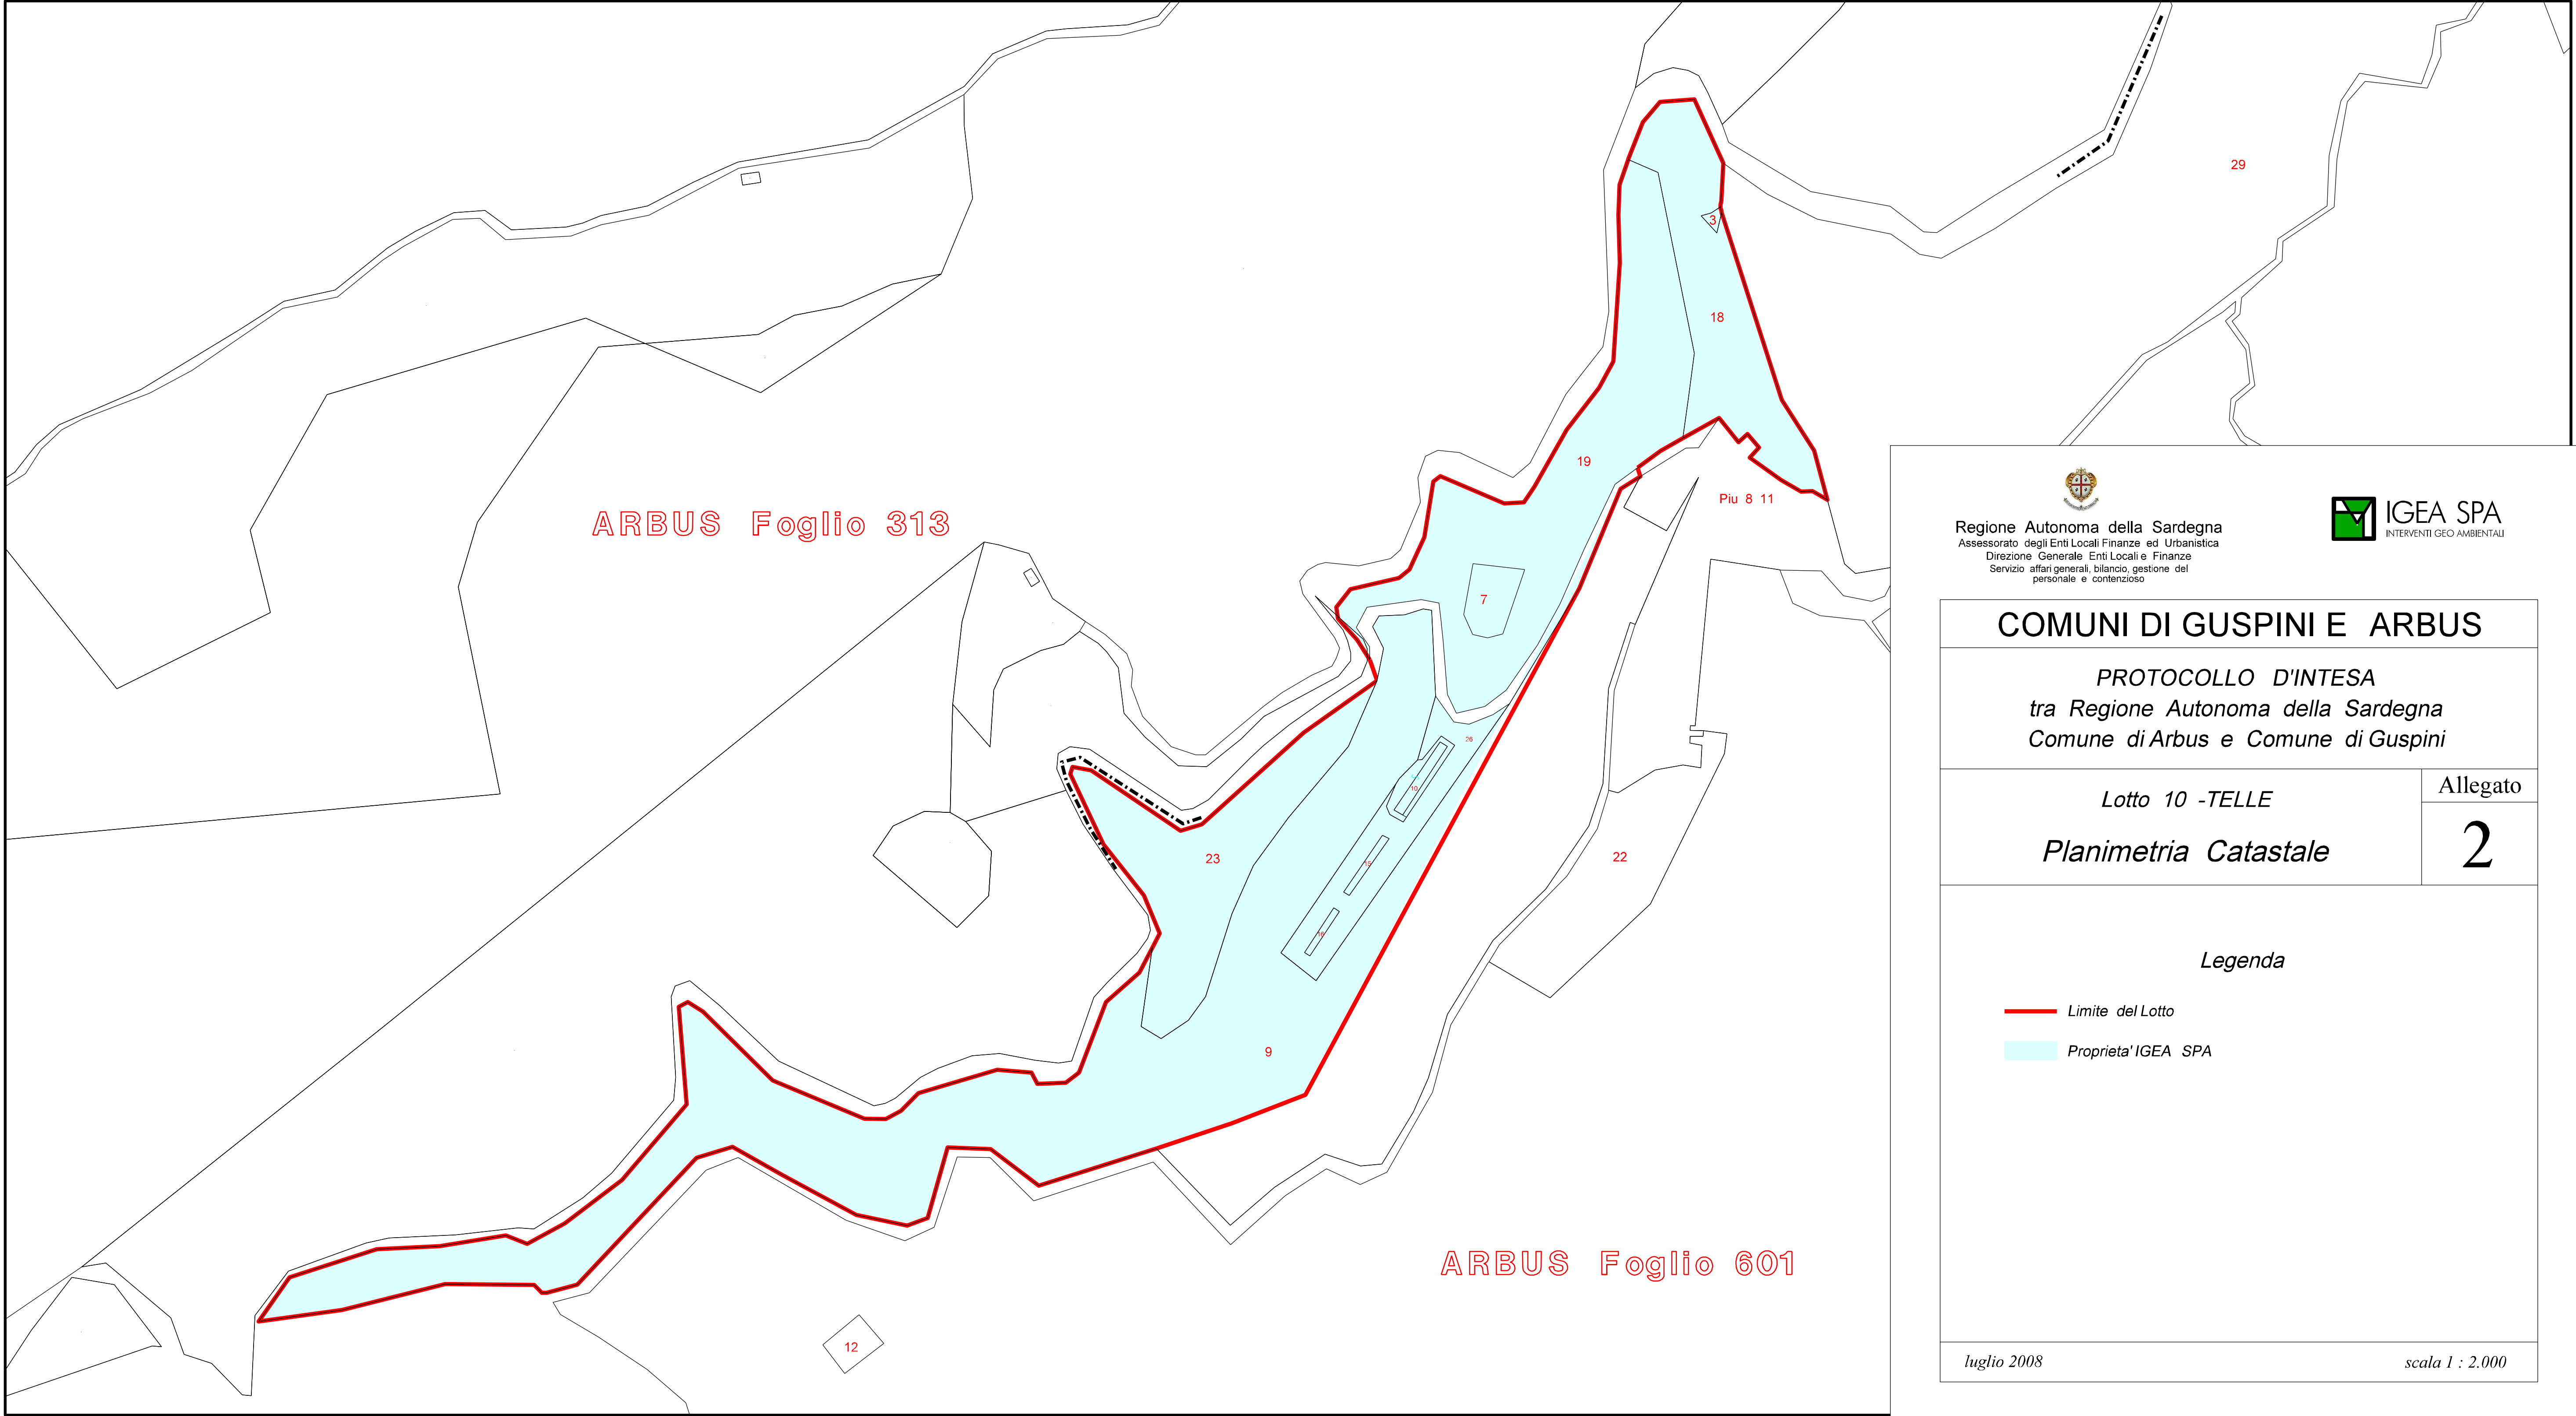 29
3
18
19
Piu 8 11
ARBUS Foglio 313
7
26
10
15
16
23
22
9
ARBUS Foglio 601
12
Regione Autonoma della Sardegna
Assessorato degli Enti Locali Finanze ed Urbanistica
Direzione Generale Enti Locali e Finanze
Servizio affari generali, bilancio, gestione del
personale e contenzioso
IGEA SPA
INTERVENTI GEO AMBIENTALI
COMUNI DI GUSPINI E ARBUS
PROTOCOLLO D'INTESA
tra Regione Autonoma della Sardegna
Comune di Arbus e Comune di Guspini
Lotto 10 -TELLE
Planimetria Catastale
Allegato
2
Legenda
Limite del Lotto
Proprieta' IGEA SPA
luglio 2008
scala 1 : 2.000